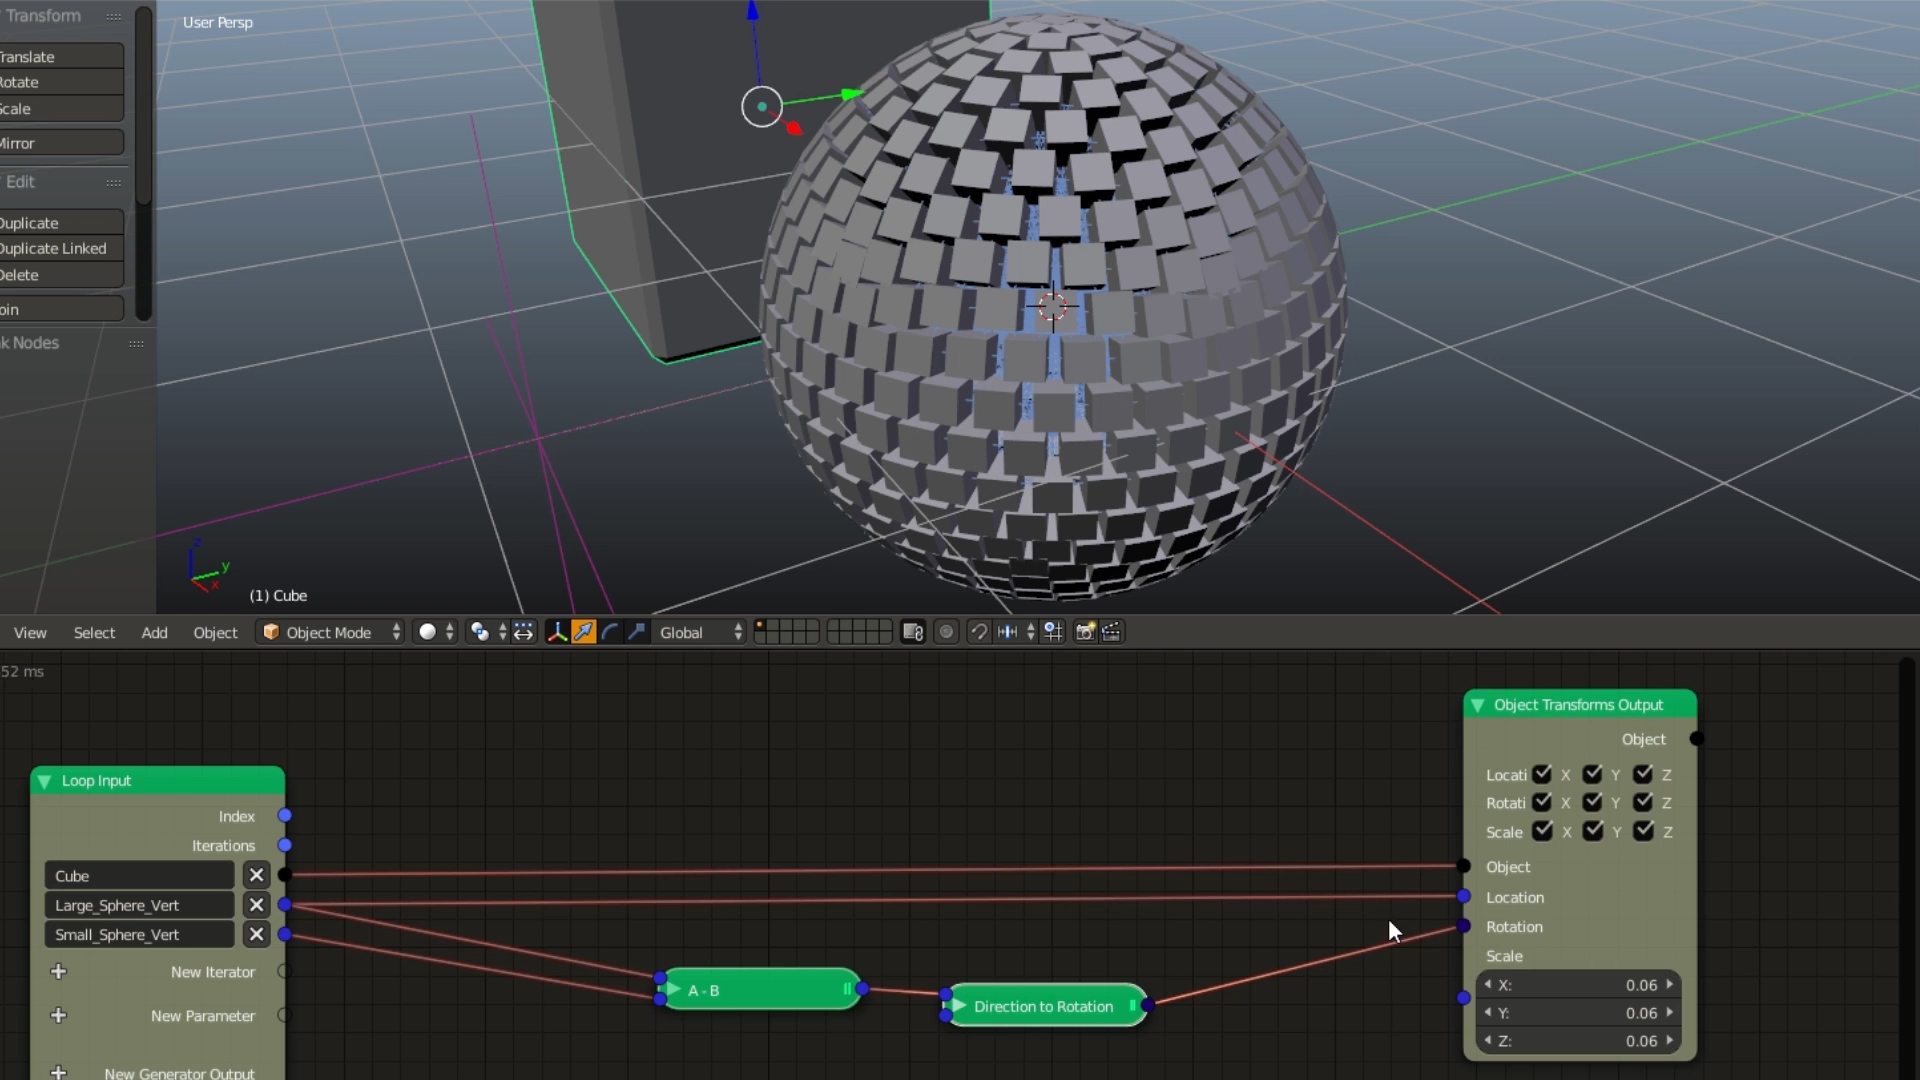 Transform
Translate
Rotate
Scale
Mirror
Edit
Duplicate
Duplicate Linked
Delete
oin
k Nodes
User Persp
z
y
x
(1) Cube
View Select Add Object Object Mode Global
52 ms
Loop Input
Index
Iterations
Cube
Large_Sphere_Vert
Small_Sphere_Vert
New Iterator
New Parameter
New Generator Output
A - B
Direction to Rotation
Object Transforms Output
Object
Locati X Y Z
Rotati X Y Z
Scale X Y Z
Object
Location
Rotation
Scale
X: 0.06
Y: 0.06
Z: 0.06